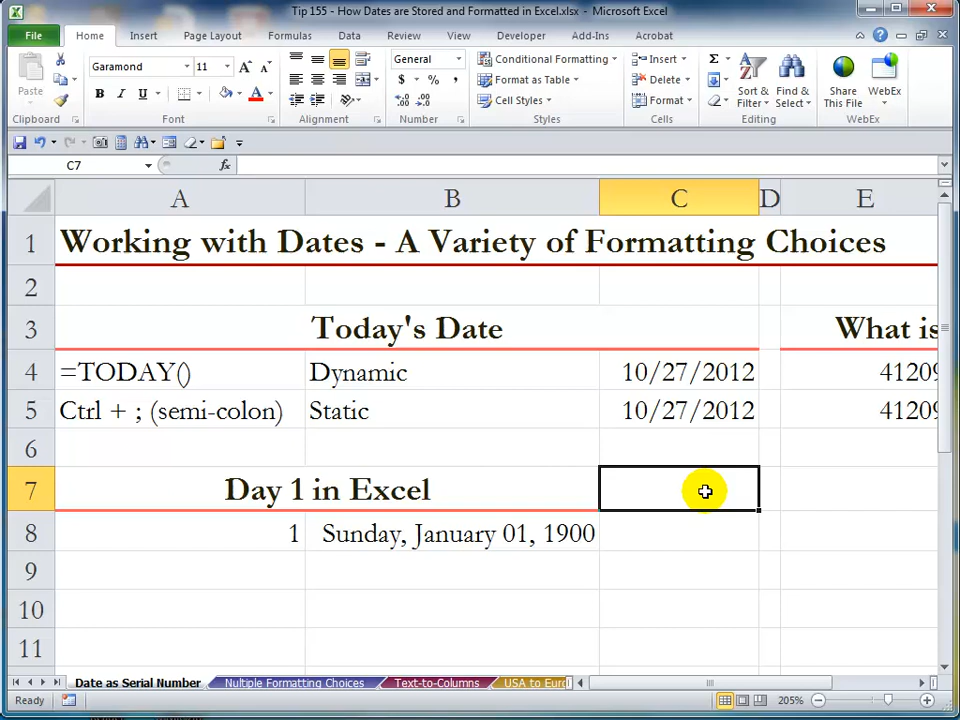 Tip 155 - How Dates are Stored and Formatted in Excel.xlsx - Microsoft Excel
File Home Insert Page Layout Formulas Data Review View Developer Add-Ins Acrobat
Paste
Garamond 11
General
Conditional Formatting
Format as Table
Cell Styles
Insert
Delete
Format
Sort & Filter
Find & Select
Share This File
WebEx
Clipboard Font Alignment Number Styles Cells Editing WebEx
C7 fx
A B C D E
1 Working with Dates - A Variety of Formatting Choices
2
3 Today's Date What is
4 =TODAY() Dynamic 10/27/2012 41209
5 Ctrl + ; (semi-colon) Static 10/27/2012 41209
6
7 Day 1 in Excel
8 1 Sunday, January 01, 1900
9
10
11
Date as Serial Number Multiple Formatting Choices Text-to-Columns USA to Euro
Ready 205%